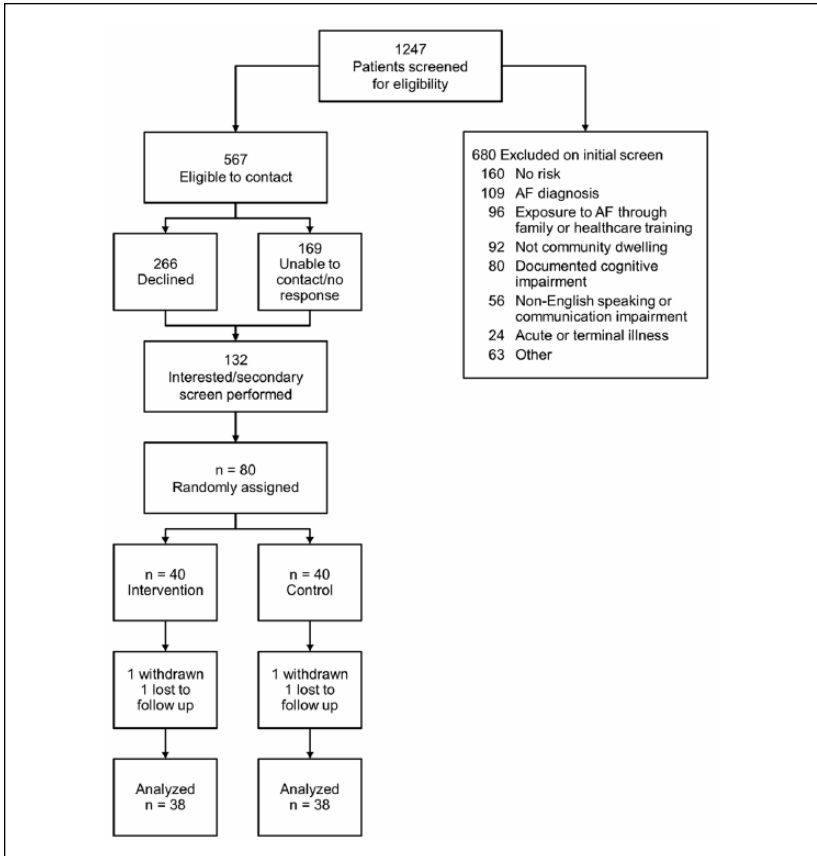 1247
Patients screened
for eligibility
567
Eligible to contact
680 Excluded on initial screen
160 No risk
109 AF diagnosis
96 Exposure to AF through
family or healthcare training
92 Not community dwelling
80 Documented cognitive
impairment
56 Non-English speaking or
communication impairment
24 Acute or terminal illness
63 Other
266
Declined
169
Unable to
contact/no
response
132
Interested/secondary
screen performed
n = 80
Randomly assigned
n = 40
Intervention
n = 40
Control
1 withdrawn
1 lost to
follow up
1 withdrawn
1 lost to
follow up
Analyzed
n = 38
Analyzed
n = 38